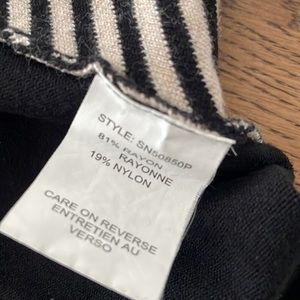 STYLE: SN50850P
81% RAYON
RAYONNE
19% NYLON
CARE ON REVERSE
ENTRETIEN AU
VERSO